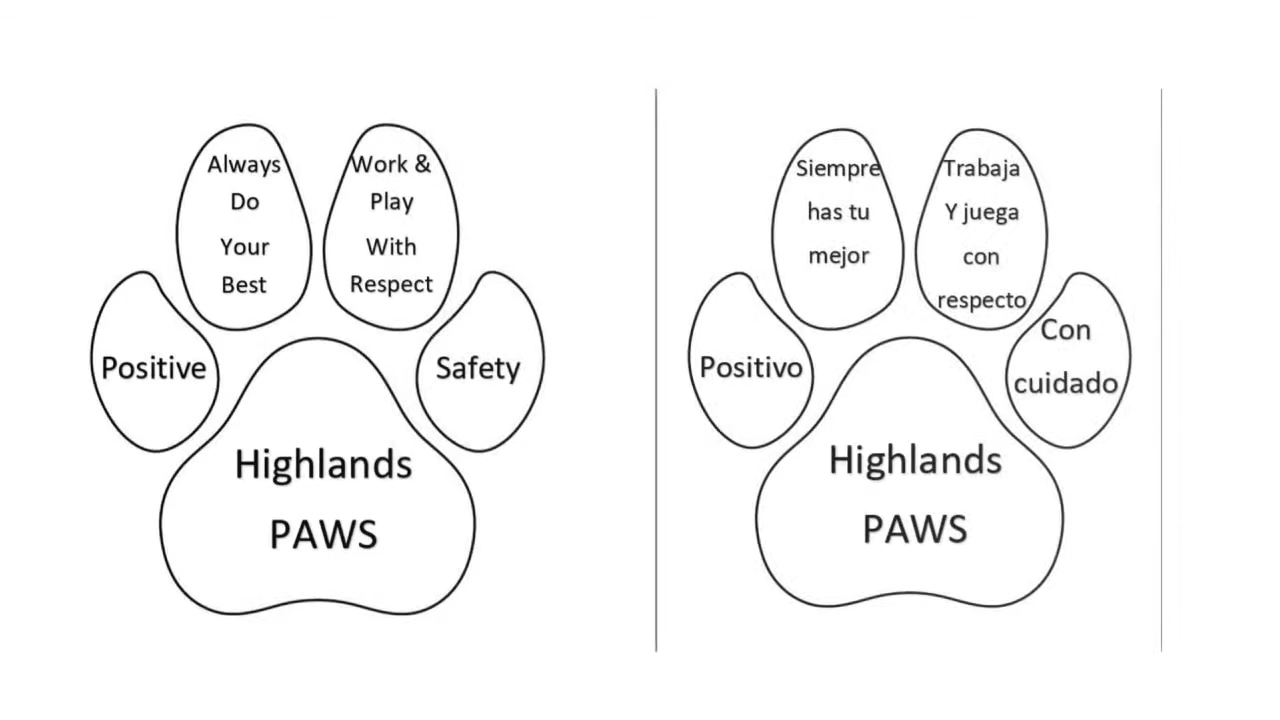 Always
Do
Your
Best
Work &
Play
With
Respect
Positive
Safety
Highlands
PAWS
Siempre
has tu
mejor
Trabaja
Y juega
con
respecto
Positivo
Con
cuidado
Highlands
PAWS